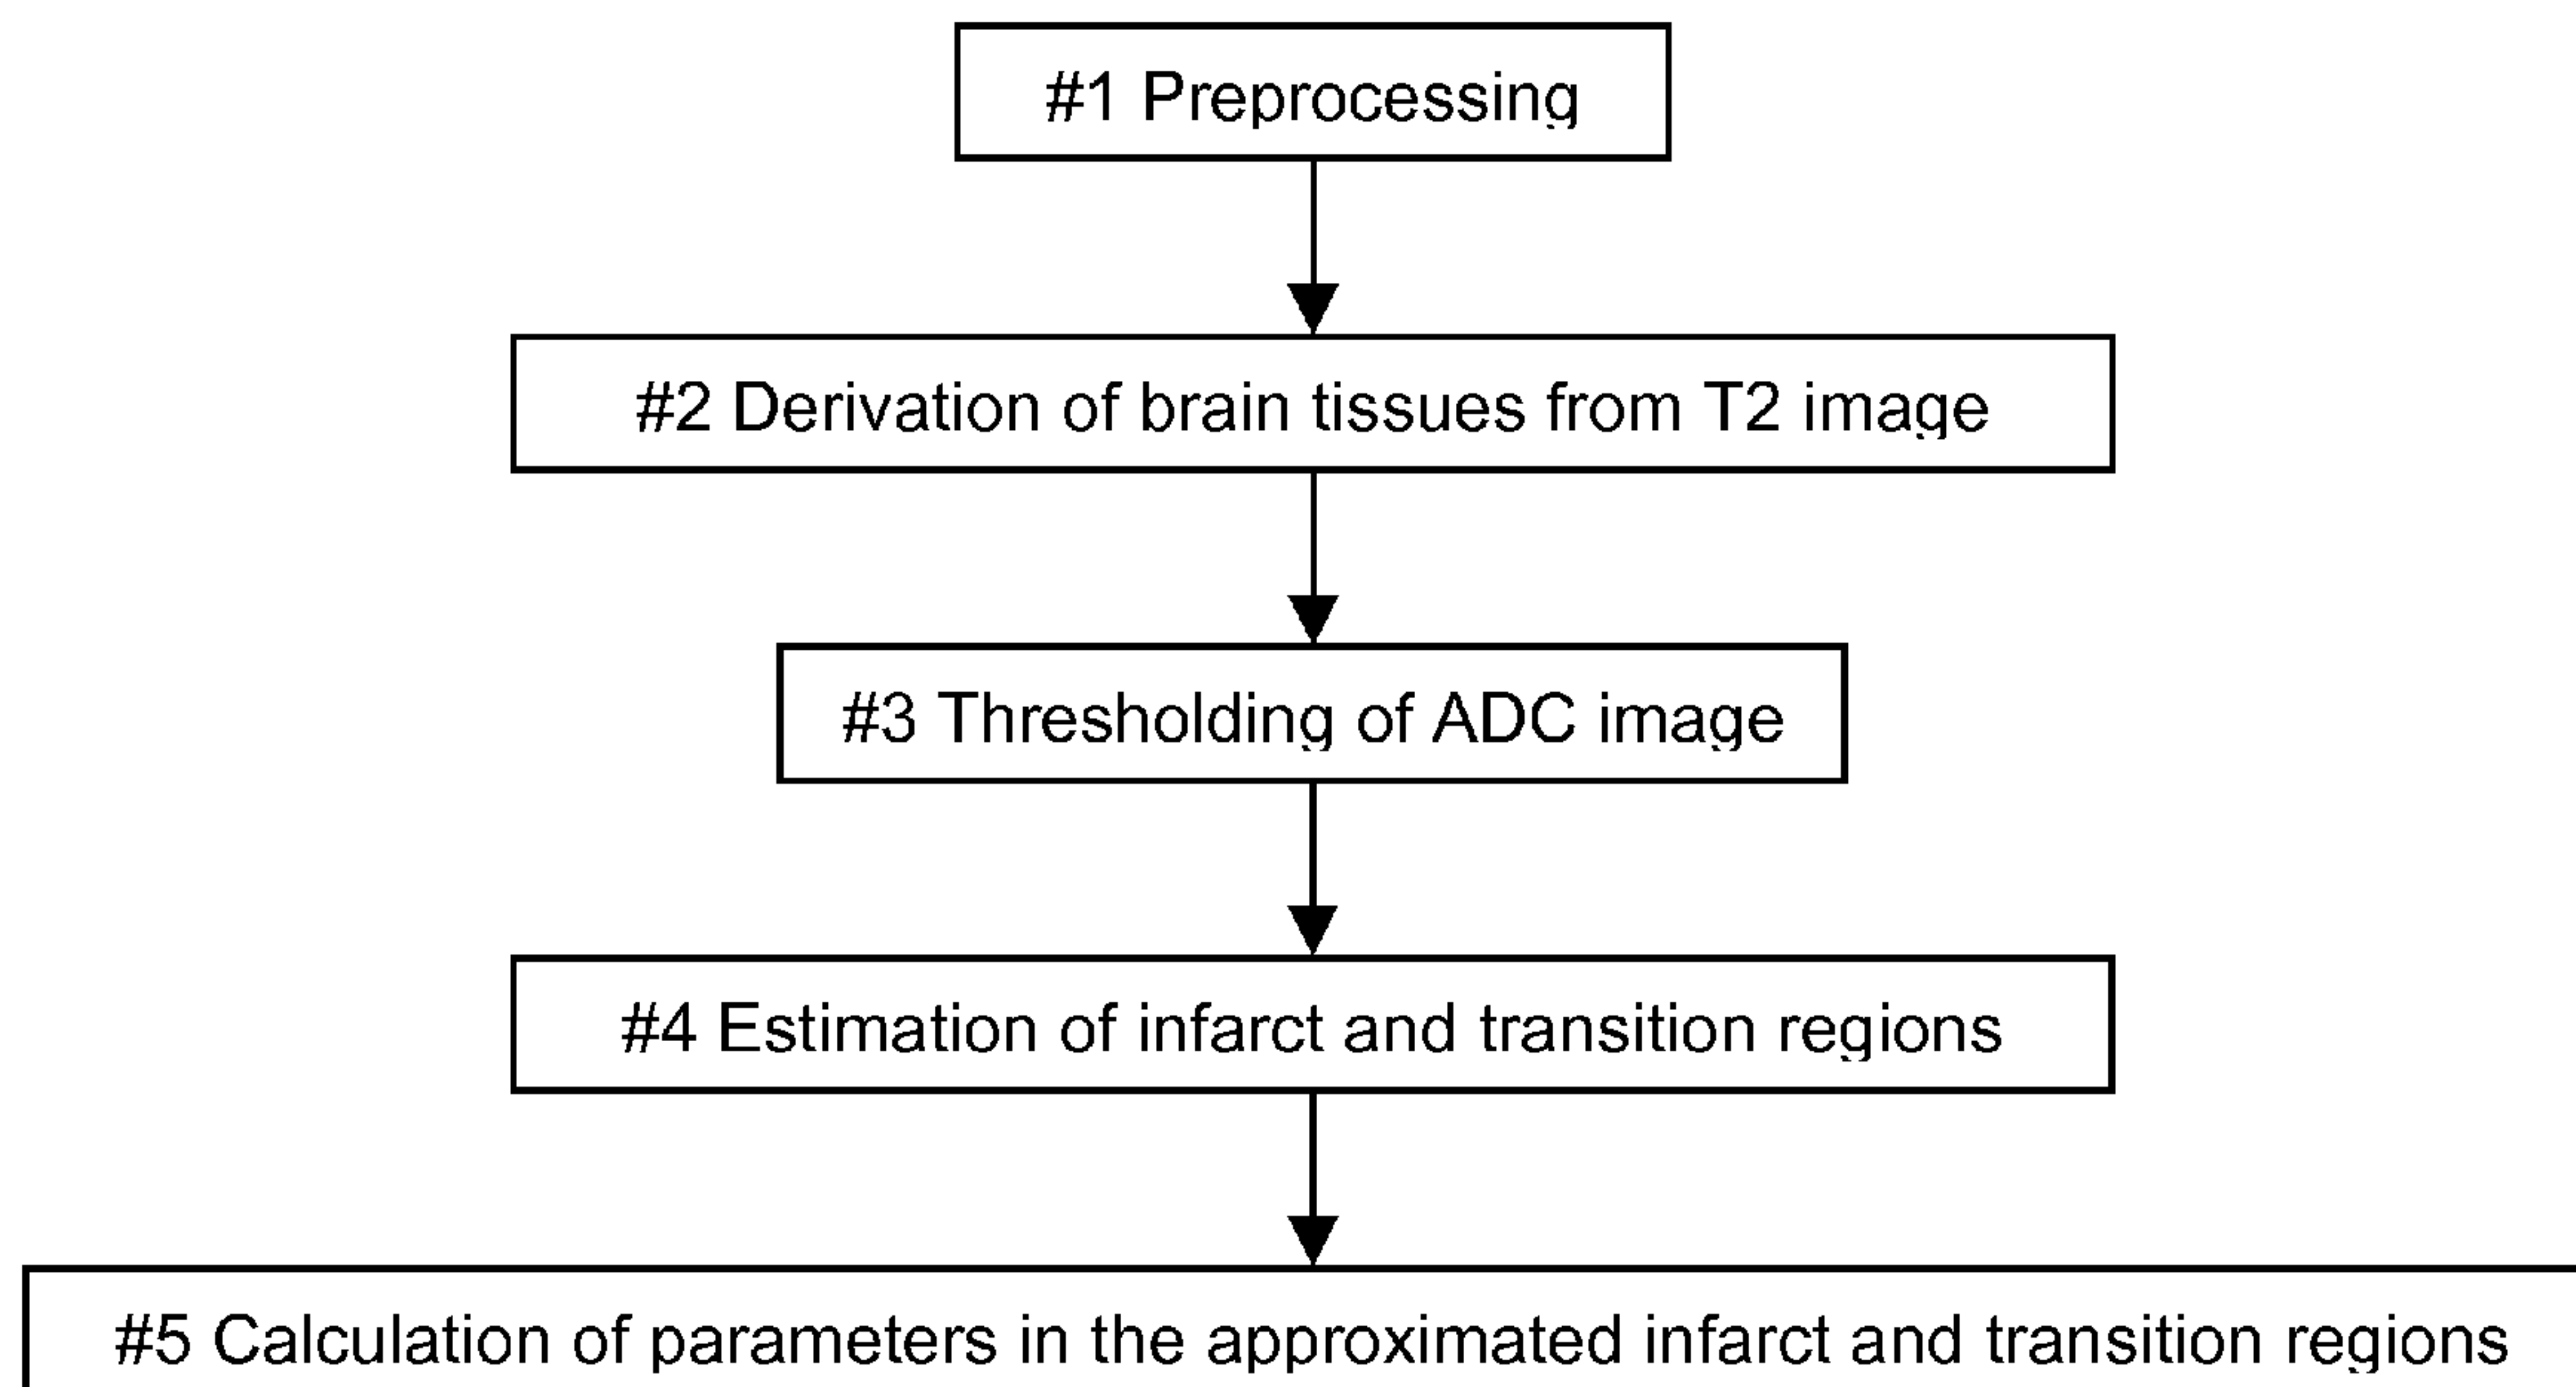 #1 Preprocessing
#2 Derivation of brain tissues from T2 image
#3 Thresholding of ADC image
#4 Estimation of infarct and transition regions
#5 Calculation of parameters in the approximated infarct and transition regions